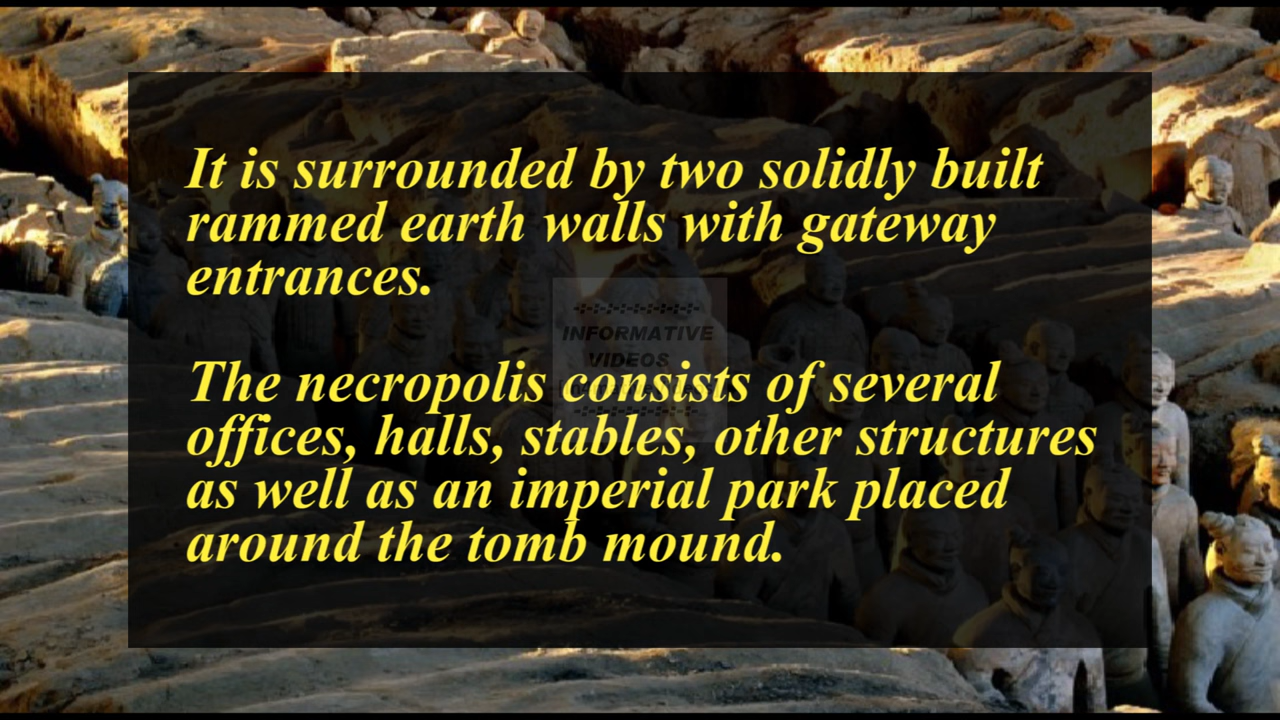 It is surrounded by two solidly built
rammed earth walls with gateway
entrances.
The necropolis consists of several
offices, halls, stables, other structures
as well as an imperial park placed
around the tomb mound.
INFORMATIVE
VIDEOS